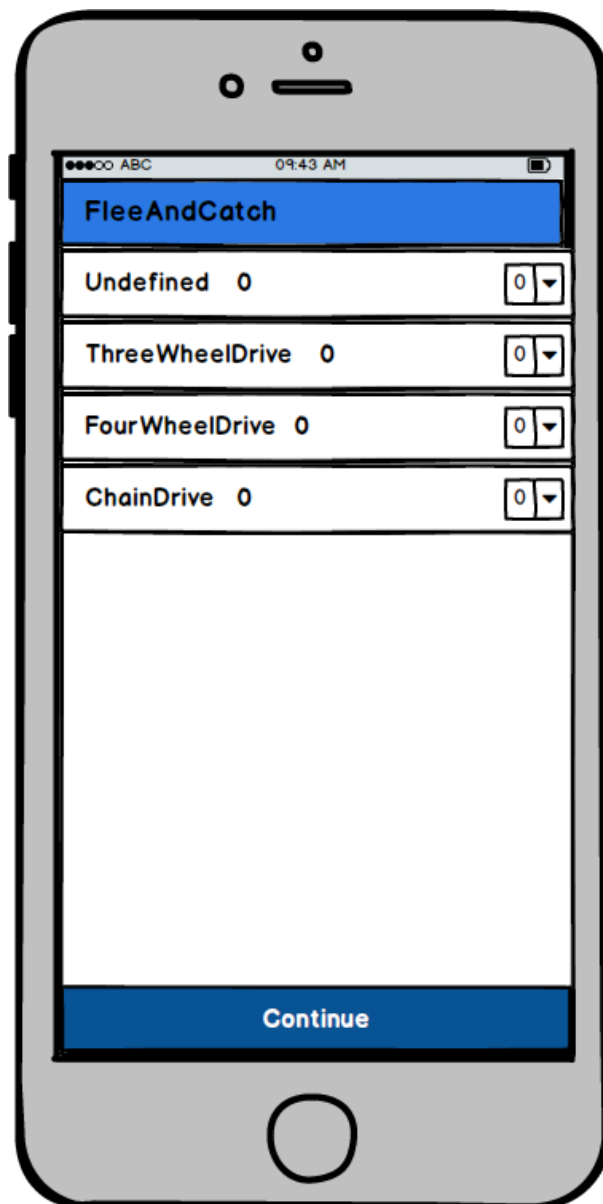 ABC 09:43 AM
FleeAndCatch
Undefined 0 0
ThreeWheelDrive 0 0
FourWheelDrive 0 0
ChainDrive 0 0
Continue